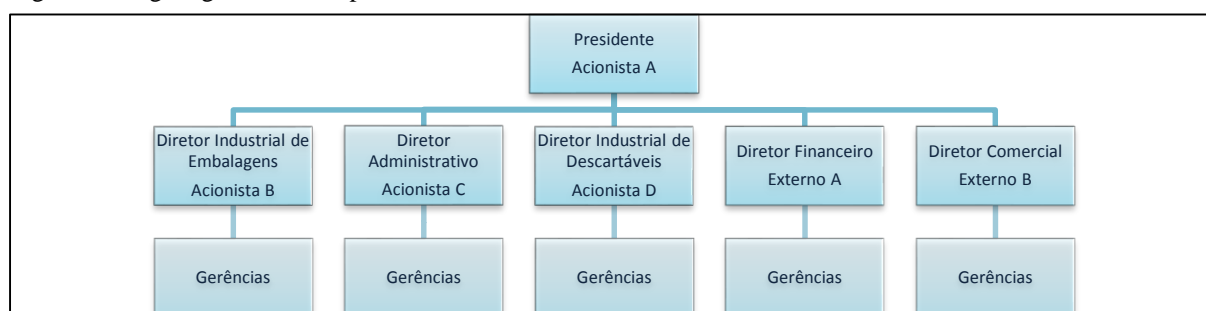 Presidente
Acionista A
Diretor Industrial de
Embalagens
Acionista B
Diretor
Administrativo
Acionista C
Diretor Industrial de
Descartáveis
Acionista D
Diretor Financeiro
Externo A
Diretor Comercial
Externo B
Gerências
Gerências
Gerências
Gerências
Gerências